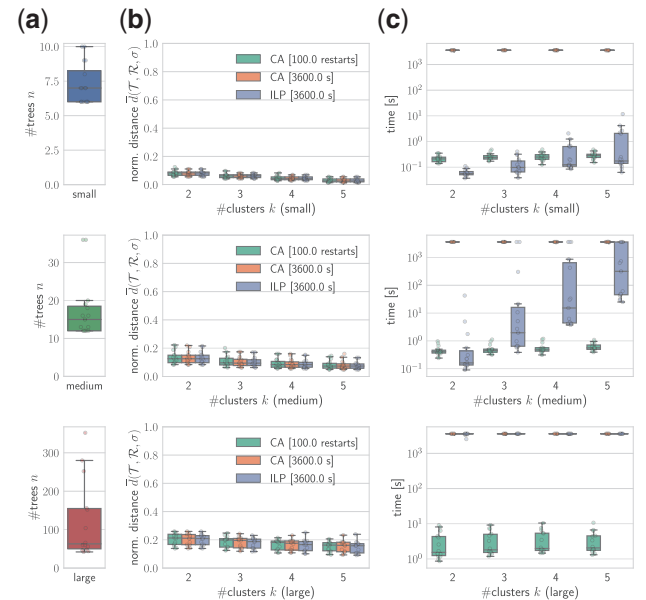 (a) (b) (c)
10.0
7.5
5.0
2.5
0.0
#trees n
small
1.0
0.8
0.6
0.4
0.2
0.0
norm. distance d̅(𝒯, ℛ, σ)
CA [100.0 restarts]
CA [3600.0 s]
ILP [3600.0 s]
2 3 4 5
#clusters k (small)
10³
10¹
10⁻¹
time [s]
2 3 4 5
#clusters k (small)
30
20
10
0
#trees n
medium
1.0
0.8
0.6
0.4
0.2
0.0
norm. distance d̅(𝒯, ℛ, σ)
CA [100.0 restarts]
CA [3600.0 s]
ILP [3600.0 s]
2 3 4 5
#clusters k (medium)
10³
10²
10¹
10⁰
10⁻¹
time [s]
2 3 4 5
#clusters k (medium)
300
200
100
0
#trees n
large
1.0
0.8
0.6
0.4
0.2
0.0
norm. distance d̅(𝒯, ℛ, σ)
CA [100.0 restarts]
CA [3600.0 s]
ILP [3600.0 s]
2 3 4 5
#clusters k (large)
10³
10²
10¹
10⁰
time [s]
2 3 4 5
#clusters k (large)